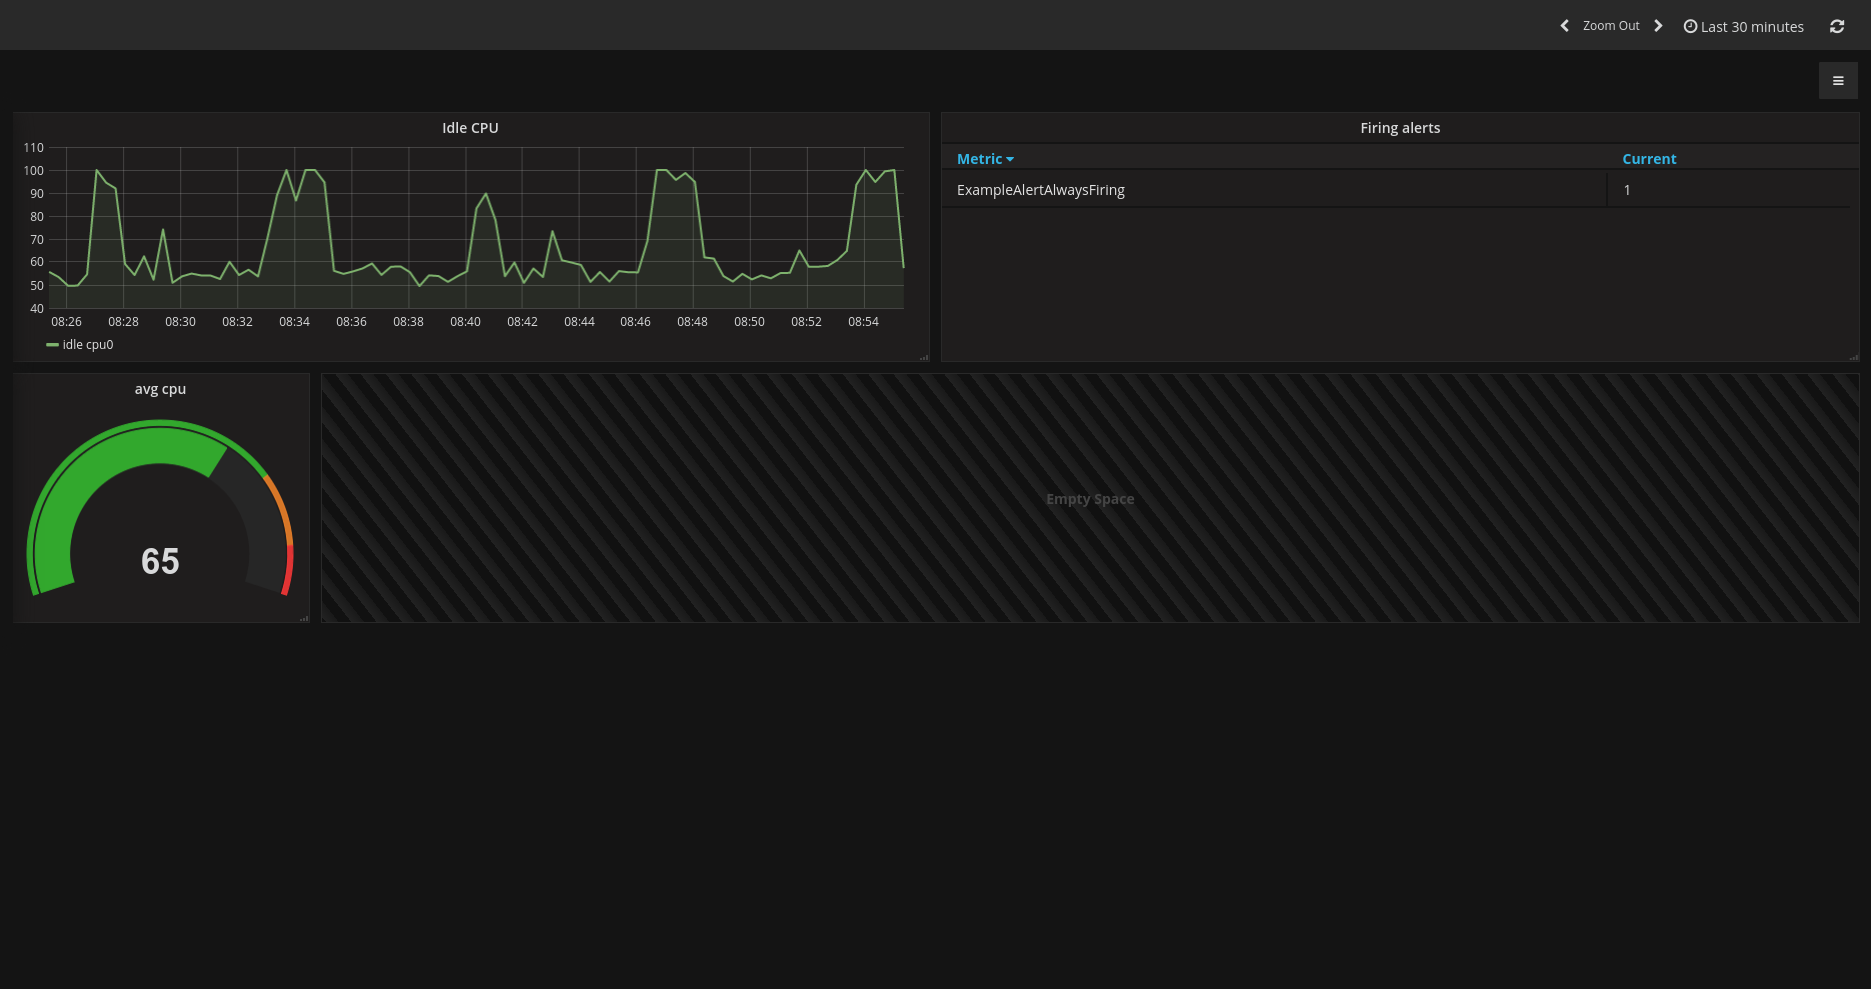 Zoom Out Last 30 minutes
Idle CPU
110
100
90
80
70
60
50
40
08:26 08:28 08:30 08:32 08:34 08:36 08:38 08:40 08:42 08:44 08:46 08:48 08:50 08:52 08:54
idle cpu0
Firing alerts
Metric Current
ExampleAlertAlwaysFiring 1
avg cpu
65
Empty Space